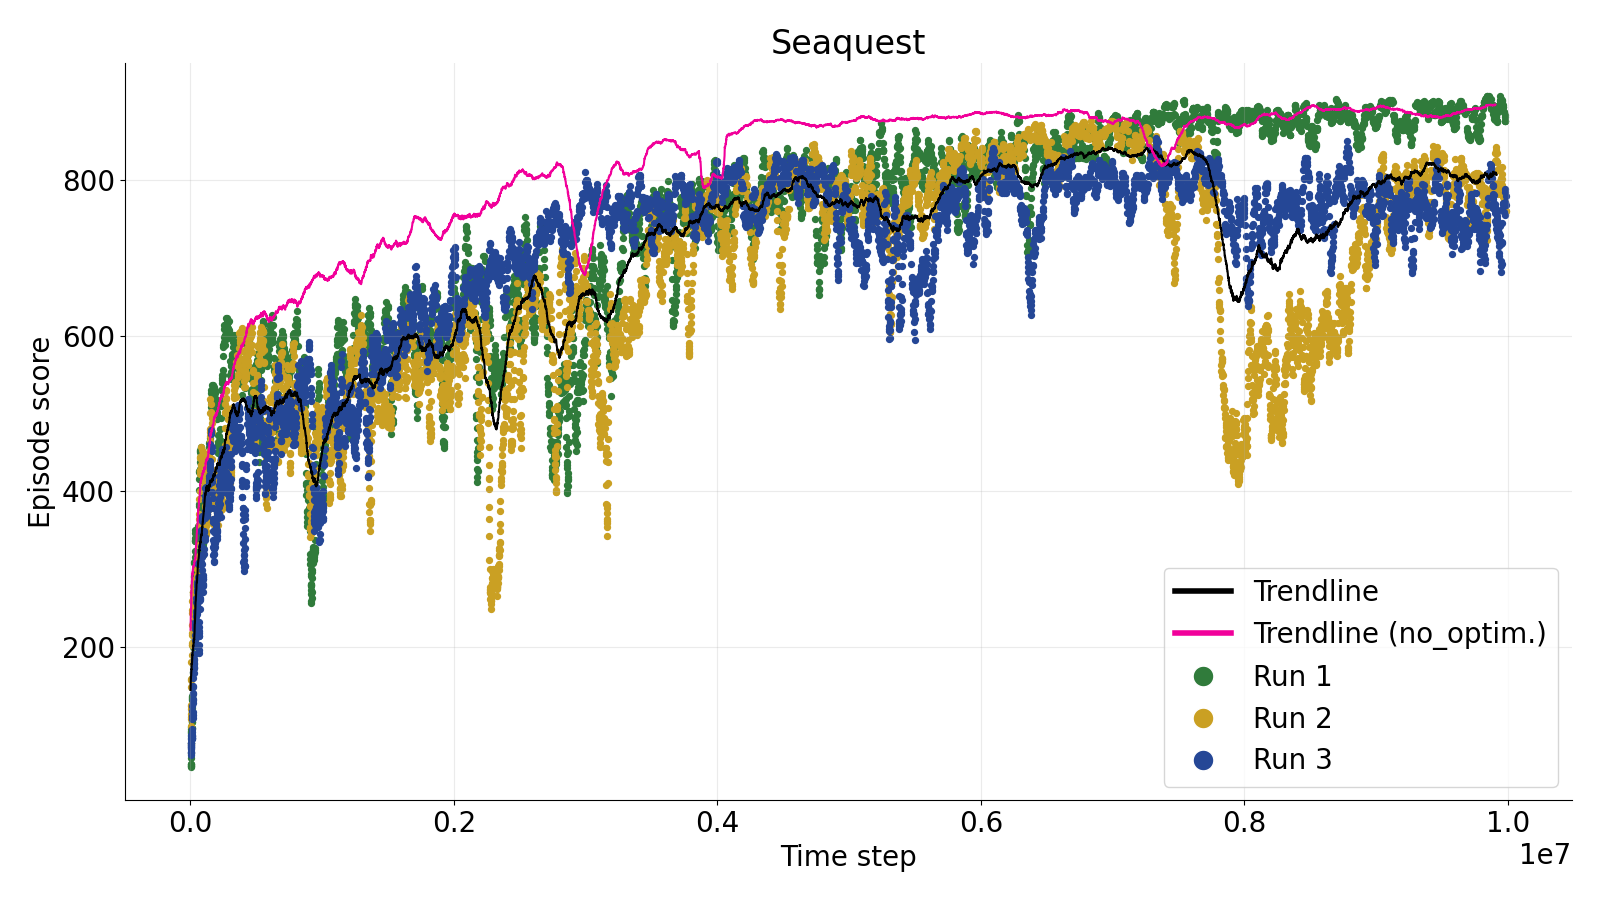 Seaquest
Episode score
800
600
400
200
0.0 0.2 0.4 0.6 0.8 1.0
1e7
Time step
Trendline
Trendline (no_optim.)
Run 1
Run 2
Run 3